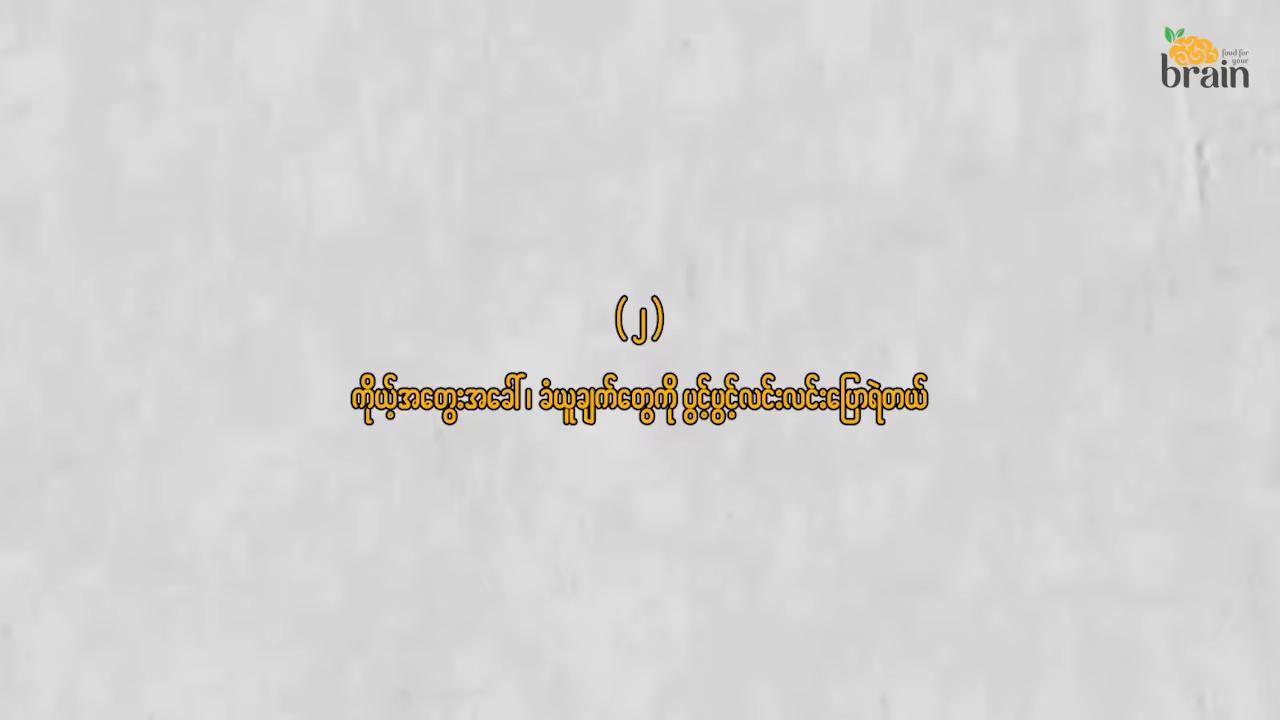 food for
your
brain
(၂)
ကိုယ့်အတွေးအခေါ် ၊ ခံယူချက်တွေကို ပွင့်ပွင့်လင်းလင်းပြောရဲတယ်